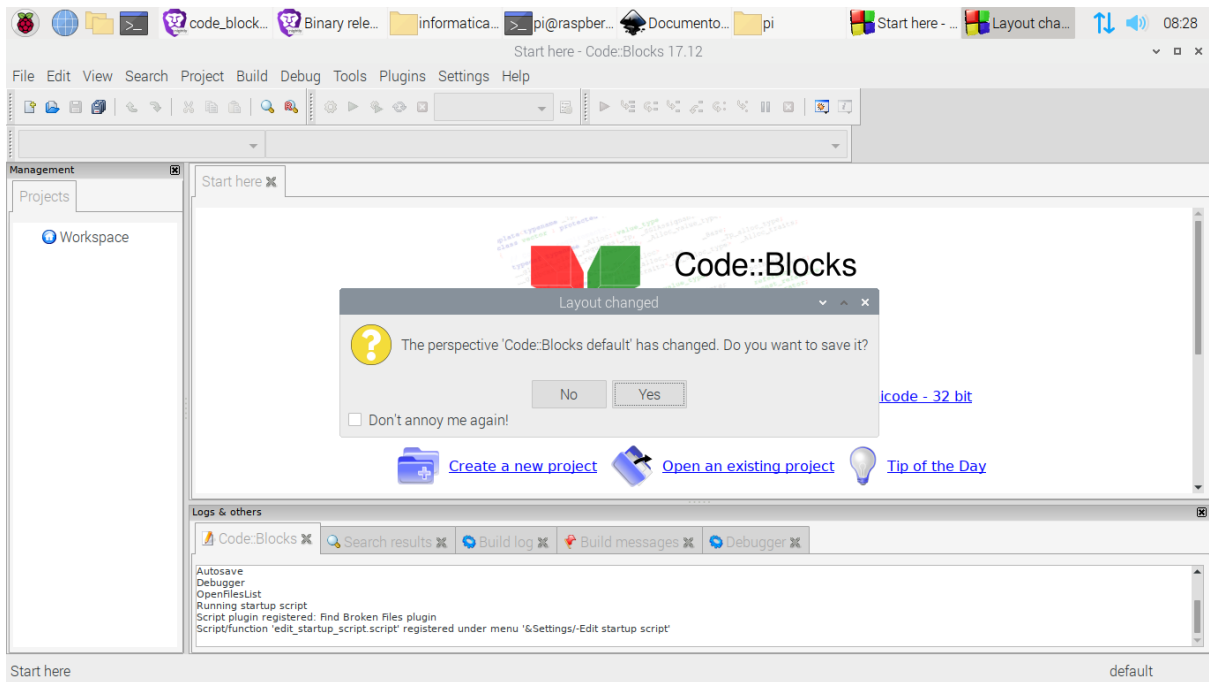 code_block... Binary rele... informatica... pi@raspber... Documento... pi Start here - ... Layout cha... 08:28
Start here - Code::Blocks 17.12
File Edit View Search Project Build Debug Tools Plugins Settings Help
Management
Projects
Workspace
Start here
Code::Blocks
Layout changed
The perspective 'Code::Blocks default' has changed. Do you want to save it?
No Yes
icode - 32 bit
Don't annoy me again!
Create a new project Open an existing project Tip of the Day
Logs & others
Code::Blocks Search results Build log Build messages Debugger
Autosave
Debugger
OpenFilesList
Running startup script
Script plugin registered: Find Broken Files plugin
Script/function 'edit_startup_script.script' registered under menu '&Settings/-Edit startup script'
Start here default